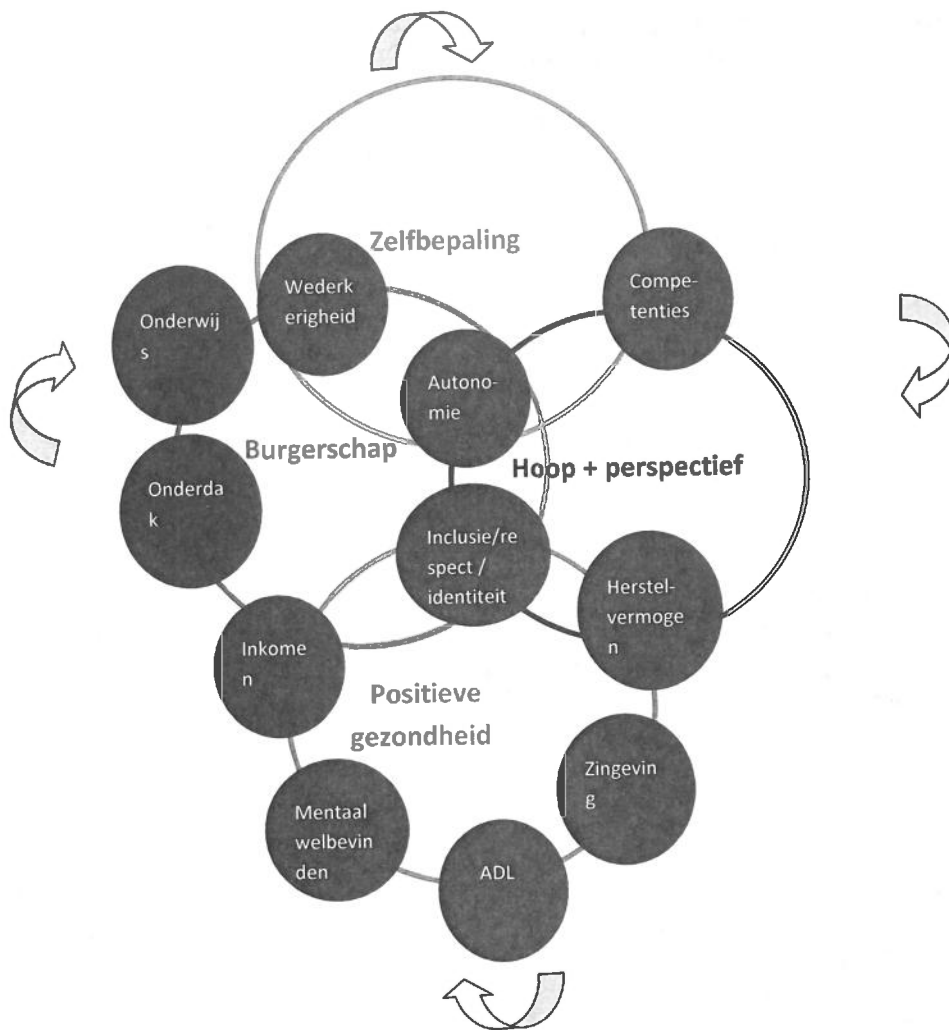 Zelfbepaling
Wederk
erigheid
Compe-
tenties
Onderwij
s
Autono-
mie
Burgerschap
Hoop + perspectief
Onderda
k
Inclusie/re
spect /
identiteit
Herstel-
vermoge
n
Inkome
n
Positieve
gezondheid
Zingevin
g
Mentaal
welbevin
den
ADL